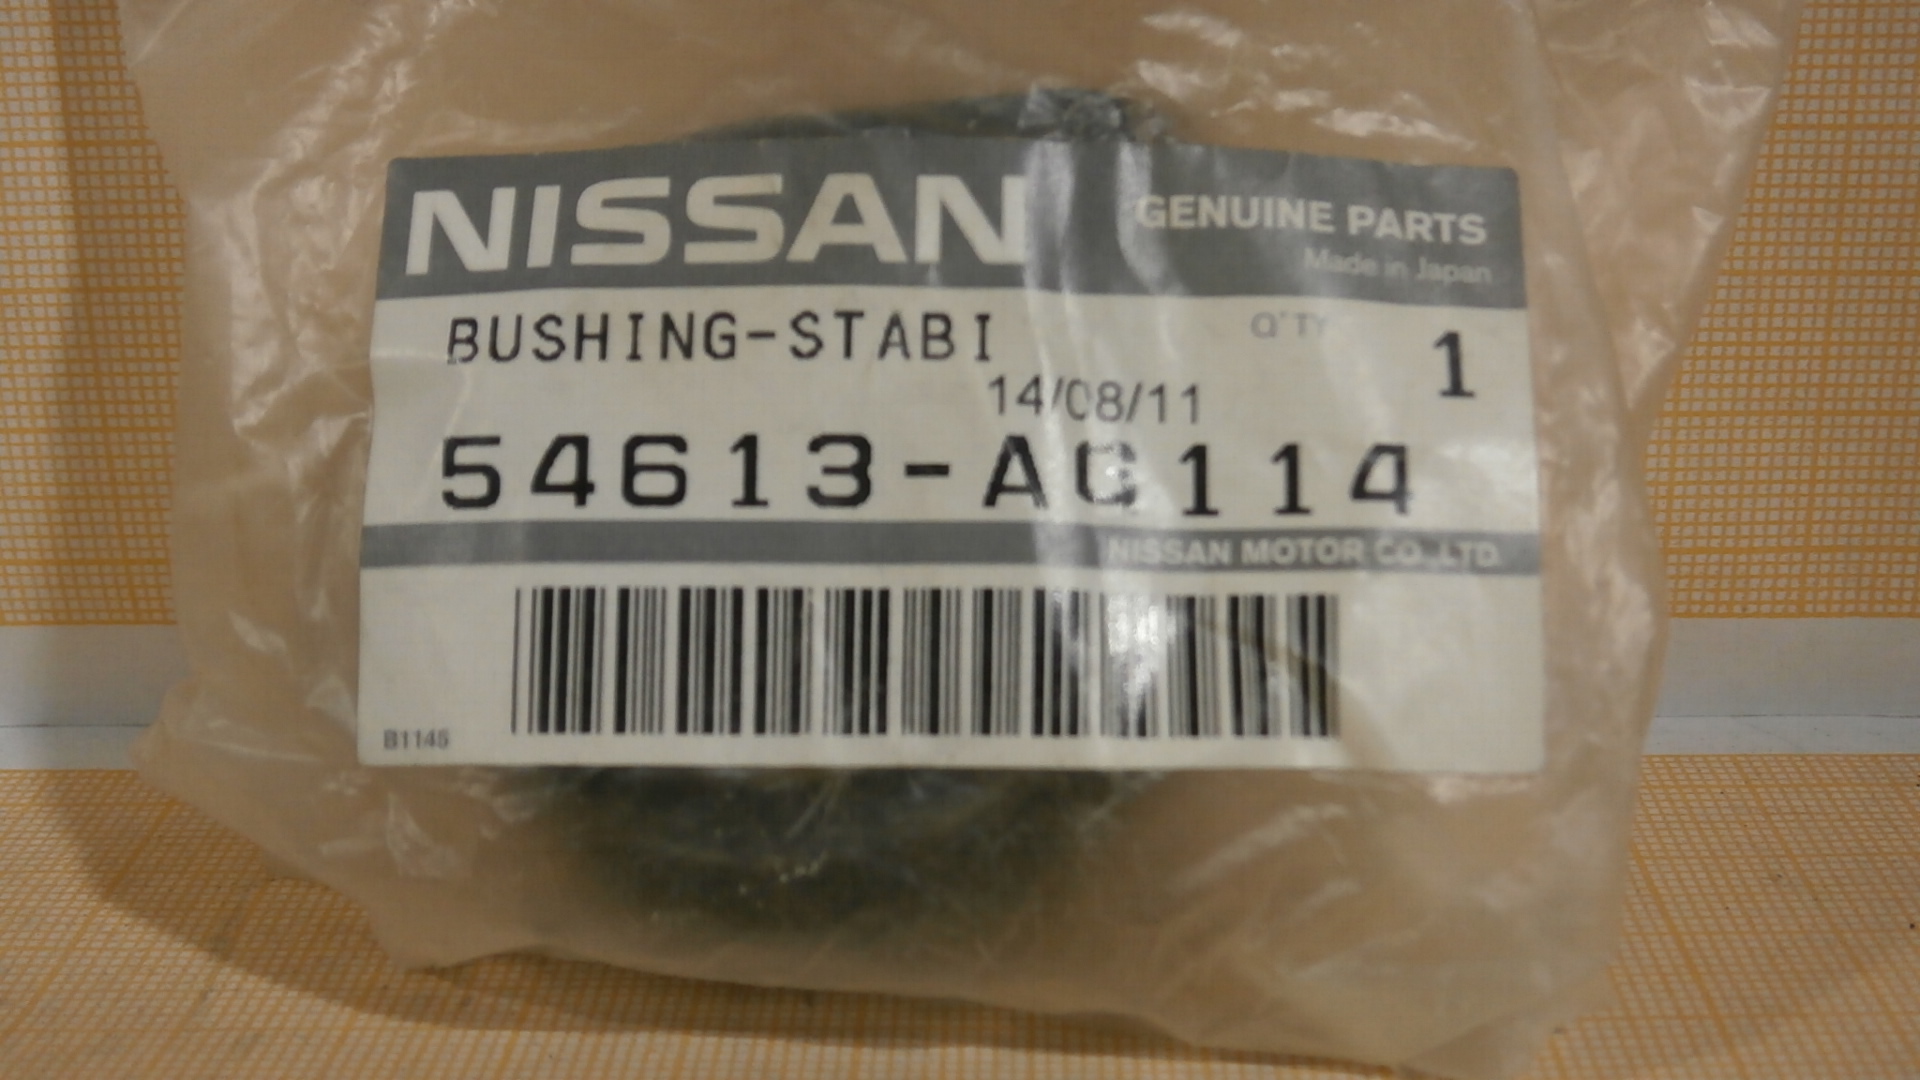 NISSAN
GENUINE PARTS
Made in Japan
BUSHING-STABI
Q'TY
1
14/08/11
54613-AG114
NISSAN MOTOR CO.,LTD.
B1145